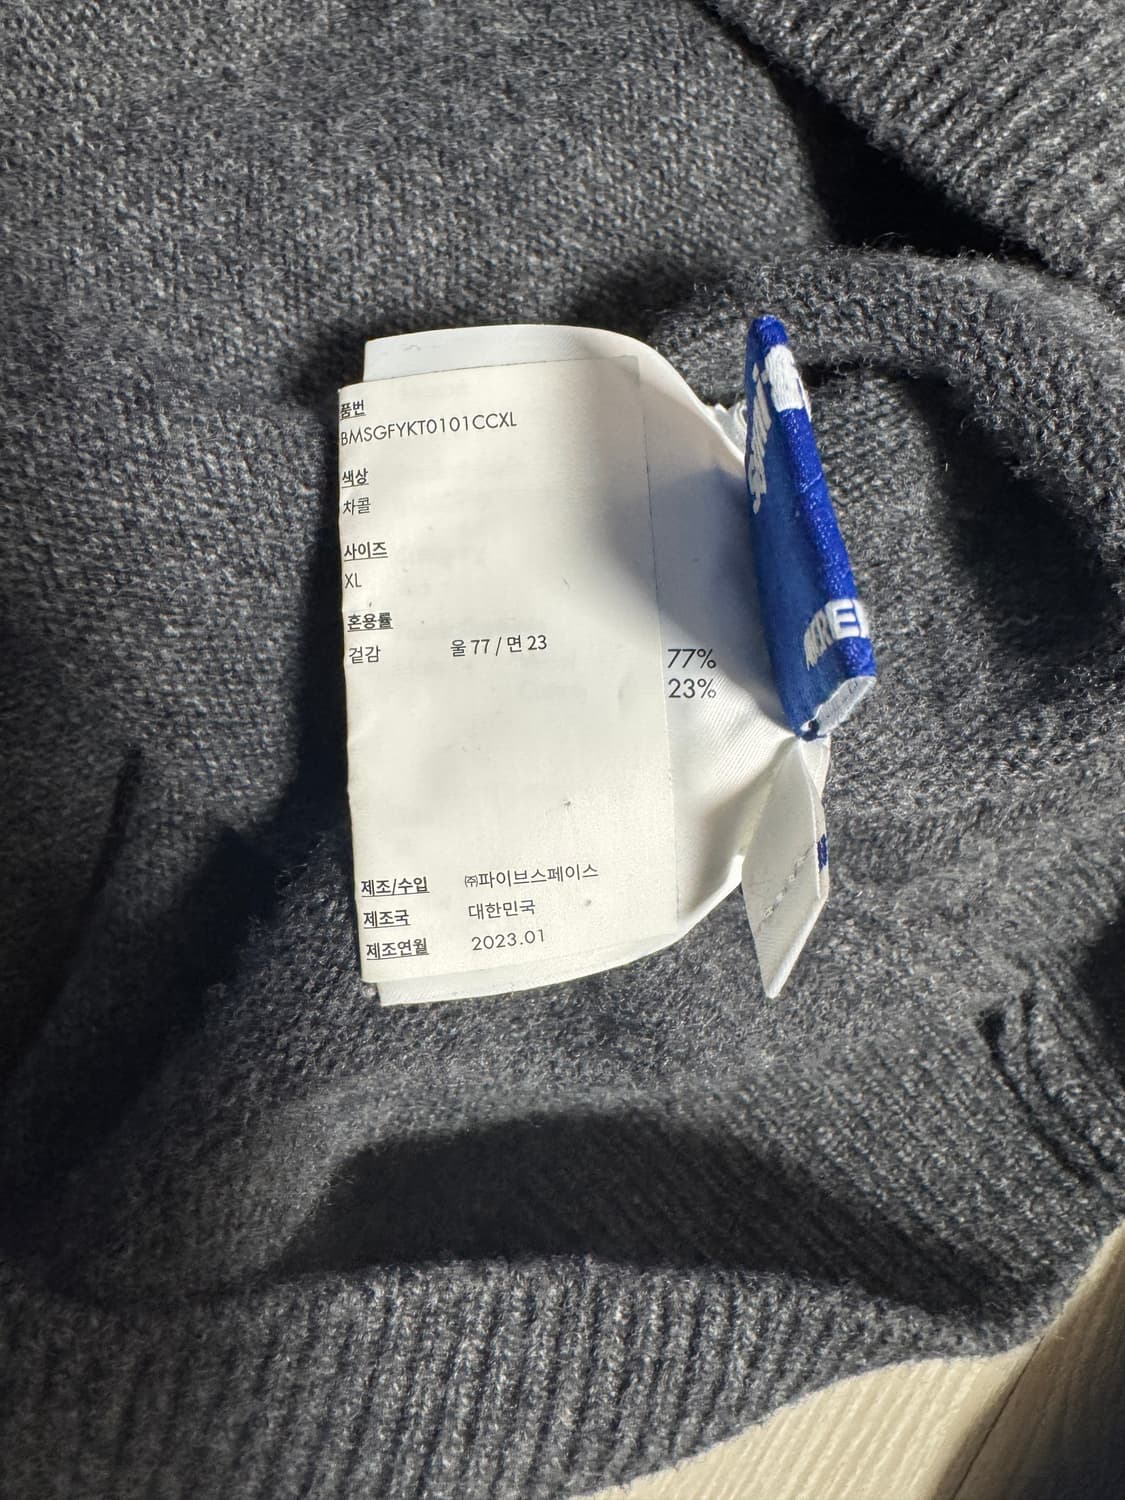 품번
BMSGFYKT0101CCXL
색상
차콜
사이즈
XL
혼용률
겉감 울 77 / 면 23
77%
23%
제조/수입 ㈜파이브스페이스
제조국 대한민국
제조연월 2023.01